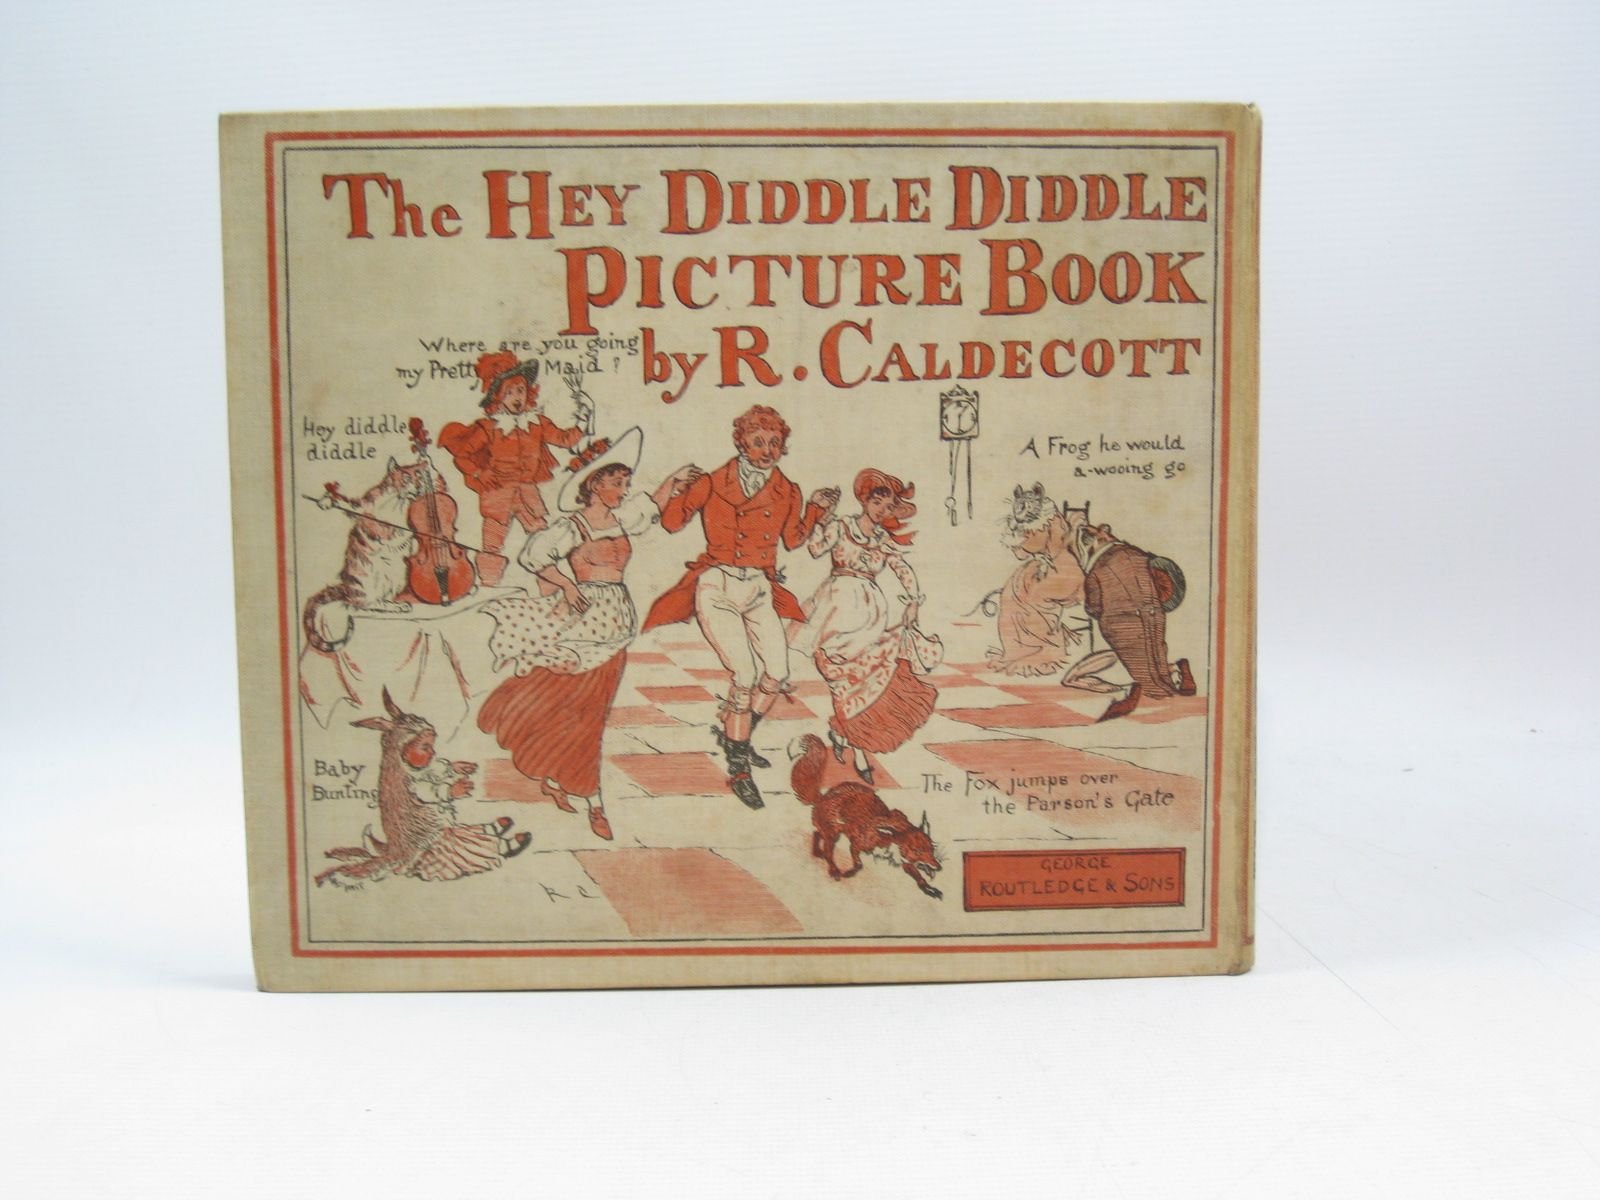 The HEY DIDDLE DIDDLE
PICTURE BOOK
by R. CALDECOTT
Where are you going
my Pretty Maid ?
Hey diddle
diddle
A Frog he would
a-wooing go
Baby
Bunting
The Fox jumps over
the Parson's Gate
GEORGE
ROUTLEDGE & SONS
R C